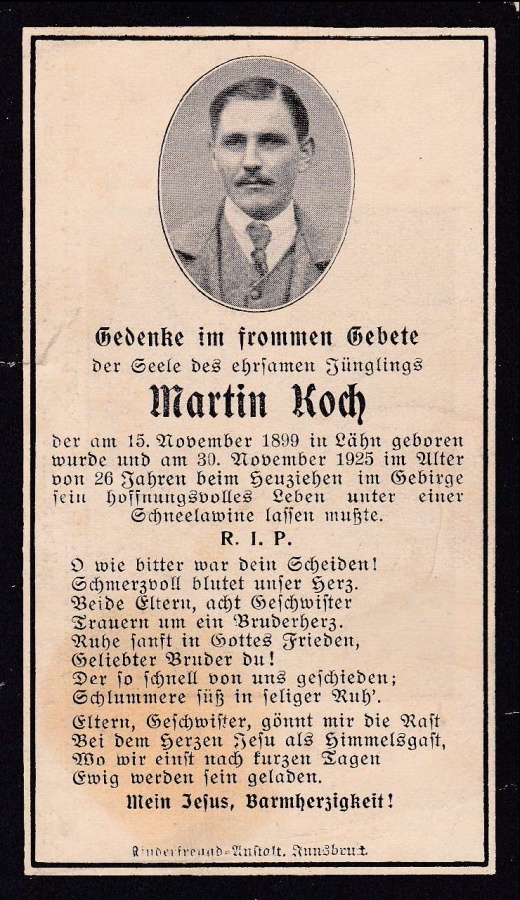 Gedenke im frommen Gebete
der Seele des ehrsamen Jünglings
Martin Koch
der am 15. November 1899 in Lähn geboren
wurde und am 30. November 1925 im Alter
von 26 Jahren beim Heuziehen im Gebirge
sein hoffnungsvolles Leben unter einer
Schneelawine lassen mußte.
R. I. P.
O wie bitter war dein Scheiden!
Schmerzvoll blutet unser Herz.
Beide Eltern, acht Geschwister
Trauern um ein Bruderherz.
Ruhe sanft in Gottes Frieden,
Geliebter Bruder du!
Der so schnell von uns geschieden;
Schlummere süß in seliger Ruh'.
Eltern, Geschwister, gönnt mir die Rast
Bei dem Herzen Jesu als Himmelsgast,
Wo wir einst nach kurzen Tagen
Ewig werden sein geladen.
Mein Jesus, Barmherzigkeit!
Kinderfreund-Anstalt, Innsbruck.